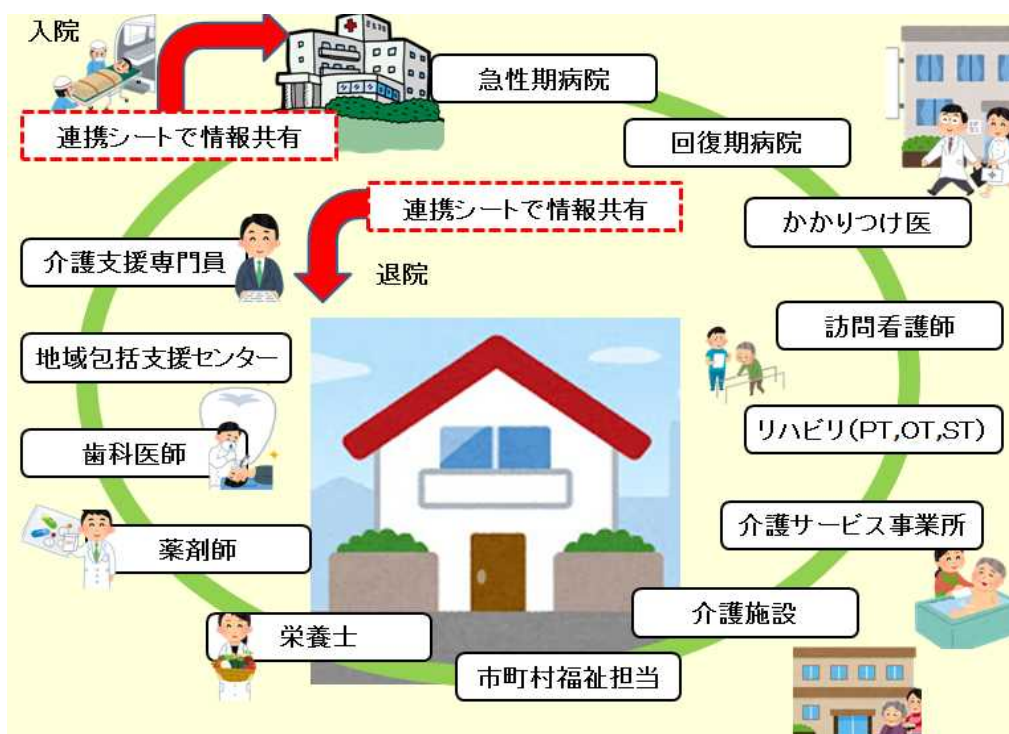 入院
急性期病院
連携シートで情報共有
回復期病院
連携シートで情報共有
かかりつけ医
介護支援専門員
退院
訪問看護師
地域包括支援センター
リハビリ(PT,OT,ST)
歯科医師
介護サービス事業所
薬剤師
介護施設
栄養士
市町村福祉担当